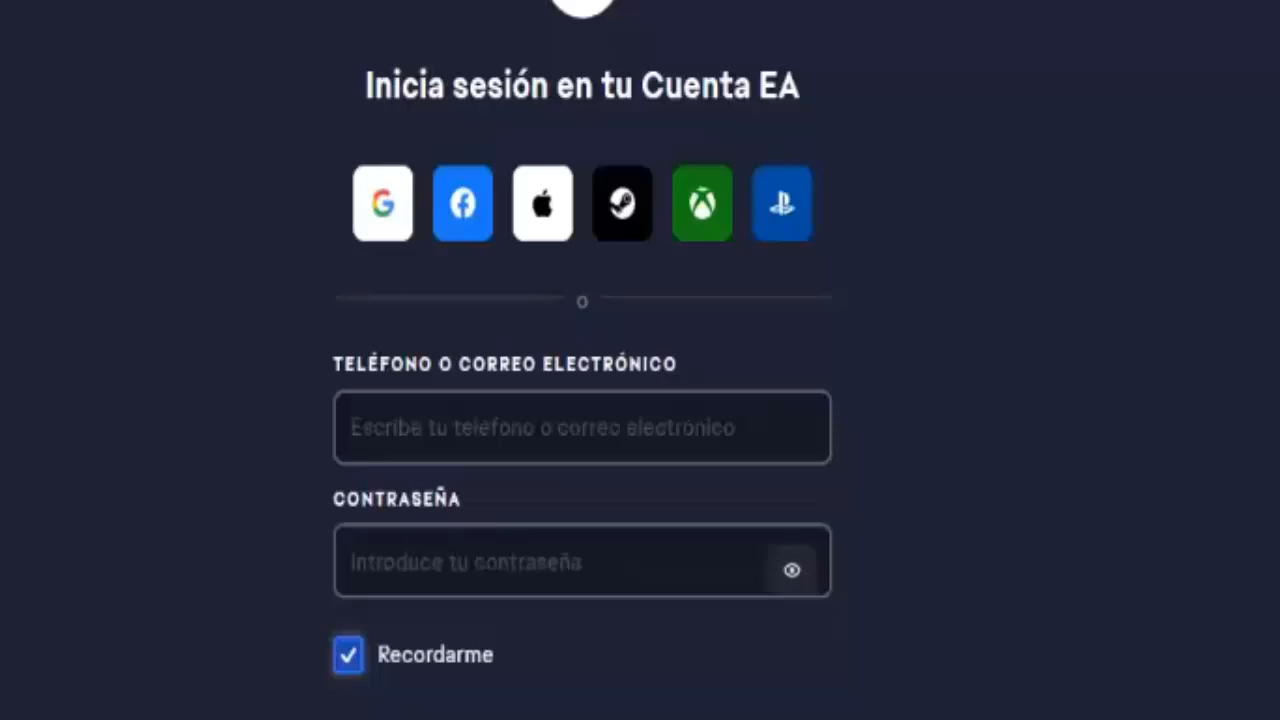 Inicia sesión en tu Cuenta EA
o
TELÉFONO O CORREO ELECTRÓNICO
Escribe tu teléfono o correo electrónico
CONTRASEÑA
Introduce tu contraseña
Recordarme